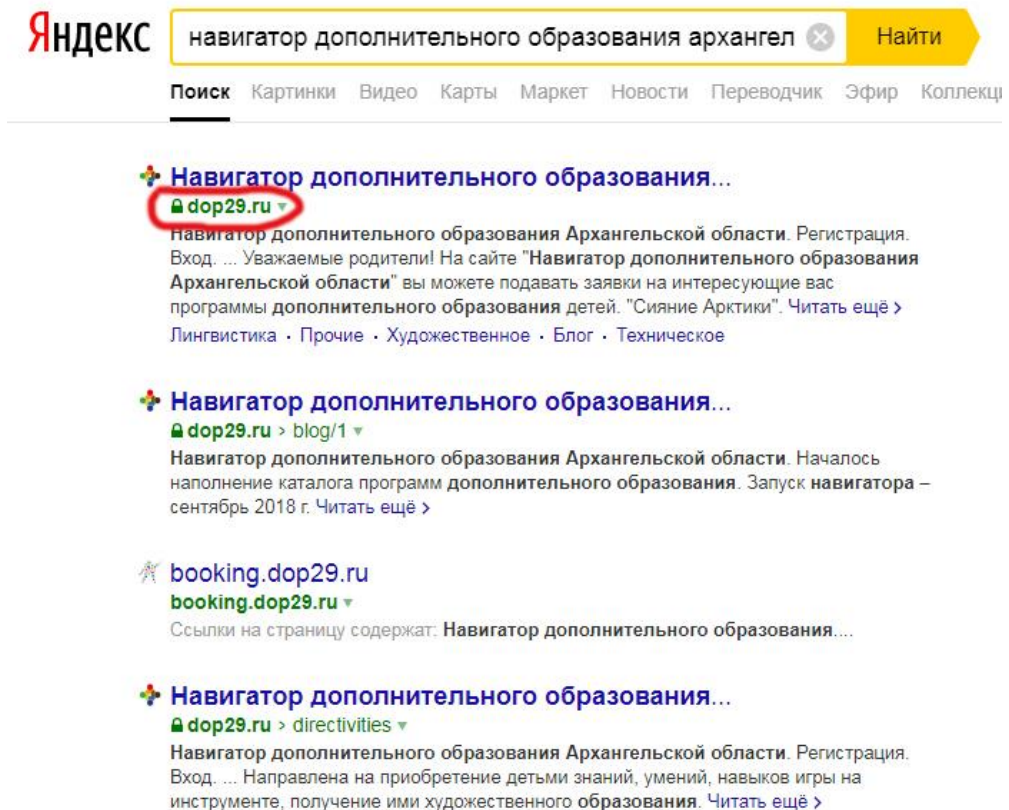 Яндекс
навигатор дополнительного образования архангел
Найти
Поиск Картинки Видео Карты Маркет Новости Переводчик Эфир Коллекц
Навигатор дополнительного образования...
dop29.ru
Навигатор дополнительного образования Архангельской области. Регистрация.
Вход. ... Уважаемые родители! На сайте "Навигатор дополнительного образования
Архангельской области" вы можете подавать заявки на интересующие вас
программы дополнительного образования детей. "Сияние Арктики". Читать ещё >
Лингвистика · Прочие · Художественное · Блог · Техническое
Навигатор дополнительного образования...
dop29.ru > blog/1
Навигатор дополнительного образования Архангельской области. Началось
наполнение каталога программ дополнительного образования. Запуск навигатора –
сентябрь 2018 г. Читать ещё >
booking.dop29.ru
booking.dop29.ru
Ссылки на страницу содержат: Навигатор дополнительного образования....
Навигатор дополнительного образования...
dop29.ru > directivities
Навигатор дополнительного образования Архангельской области. Регистрация.
Вход. ... Направлена на приобретение детьми знаний, умений, навыков игры на
инструменте, получение ими художественного образования. Читать ещё >